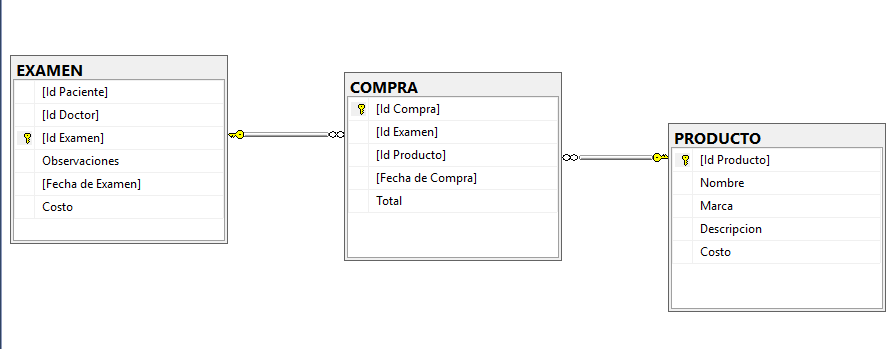 EXAMEN
[Id Paciente]
[Id Doctor]
[Id Examen]
Observaciones
[Fecha de Examen]
Costo
COMPRA
[Id Compra]
[Id Examen]
[Id Producto]
[Fecha de Compra]
Total
PRODUCTO
[Id Producto]
Nombre
Marca
Descripcion
Costo